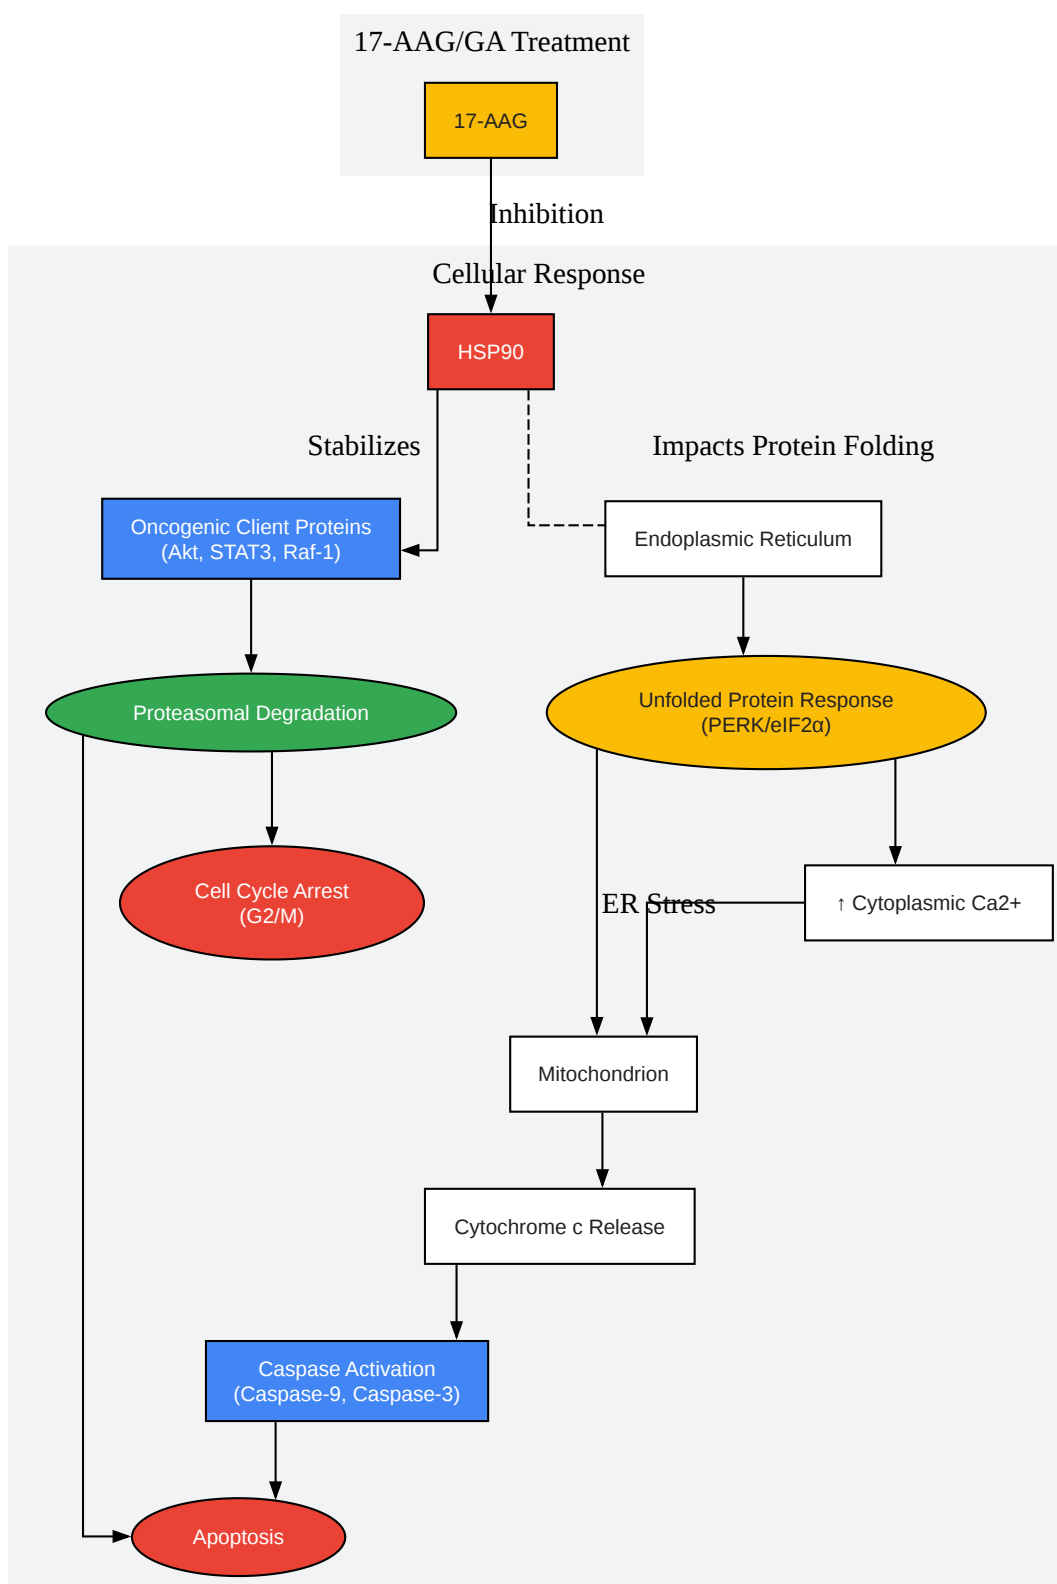 17-AAG/GA Treatment
17-AAG
Inhibition
Cellular Response
HSP90
Stabilizes
Impacts Protein Folding
Oncogenic Client Proteins
(Akt, STAT3, Raf-1)
Endoplasmic Reticulum
Proteasomal Degradation
Unfolded Protein Response
(PERK/eIF2α)
Cell Cycle Arrest
(G2/M)
ER Stress
↑ Cytoplasmic Ca2+
Mitochondrion
Cytochrome c Release
Caspase Activation
(Caspase-9, Caspase-3)
Apoptosis